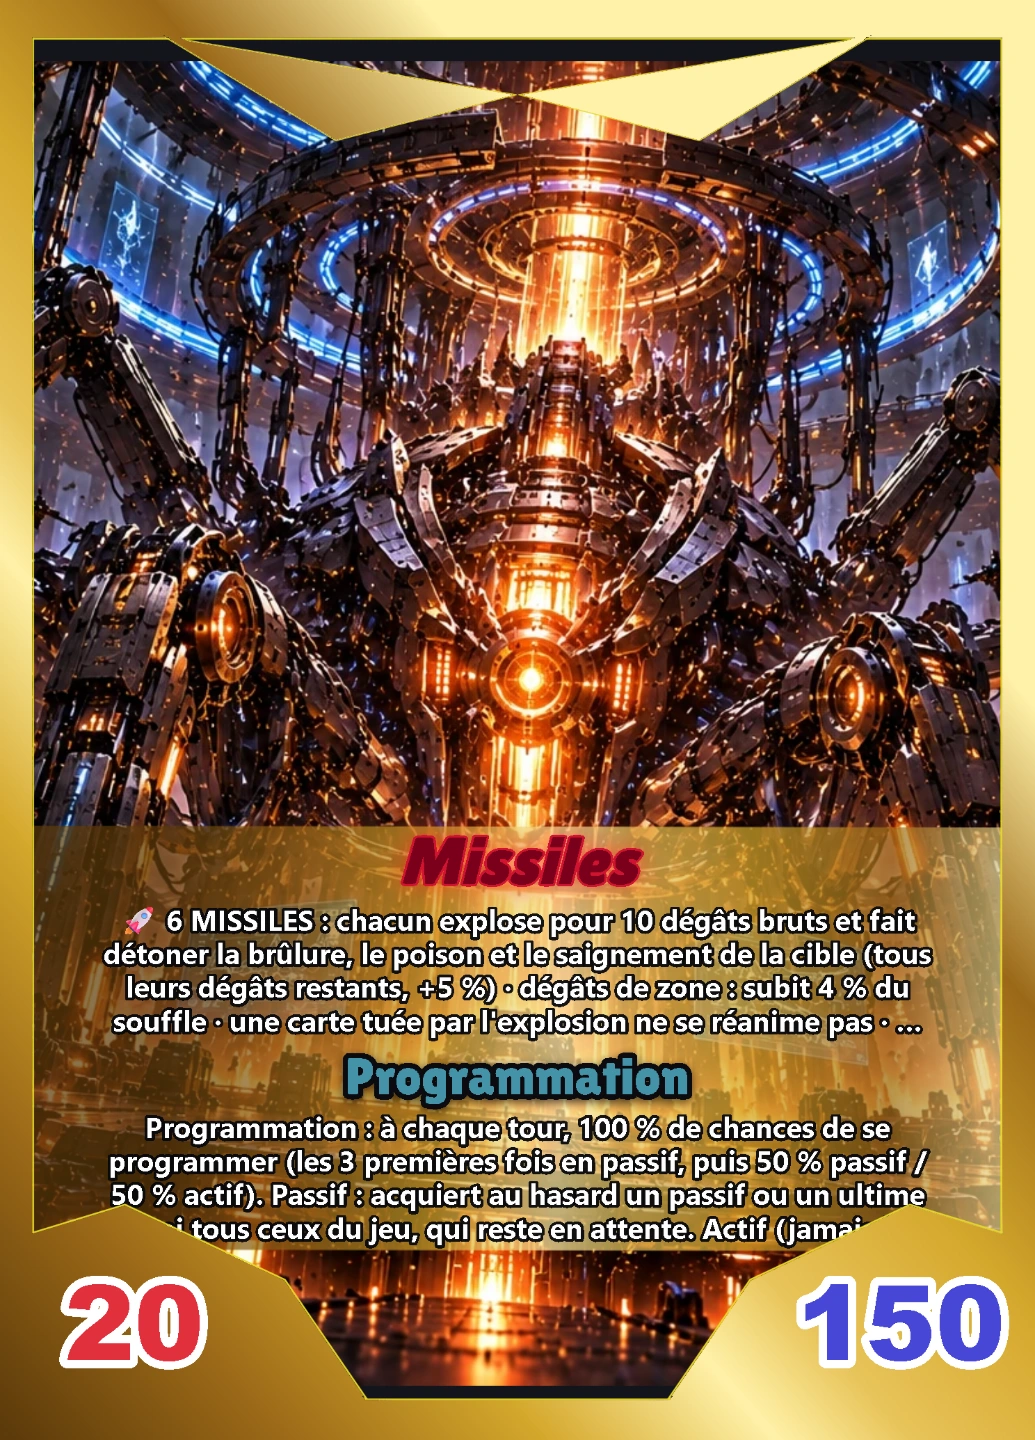 Missiles
🚀 6 MISSILES : chacun explose pour 10 dégâts bruts et fait
détoner la brûlure, le poison et le saignement de la cible (tous
leurs dégâts restants, +5 %) · dégâts de zone : subit 4 % du
souffle · une carte tuée par l'explosion ne se réanime pas · ...
Programmation
Programmation : à chaque tour, 100 % de chances de se
programmer (les 3 premières fois en passif, puis 50 % passif /
50 % actif). Passif : acquiert au hasard un passif ou un ultime
tous ceux du jeu, qui reste en attente. Actif
20
150